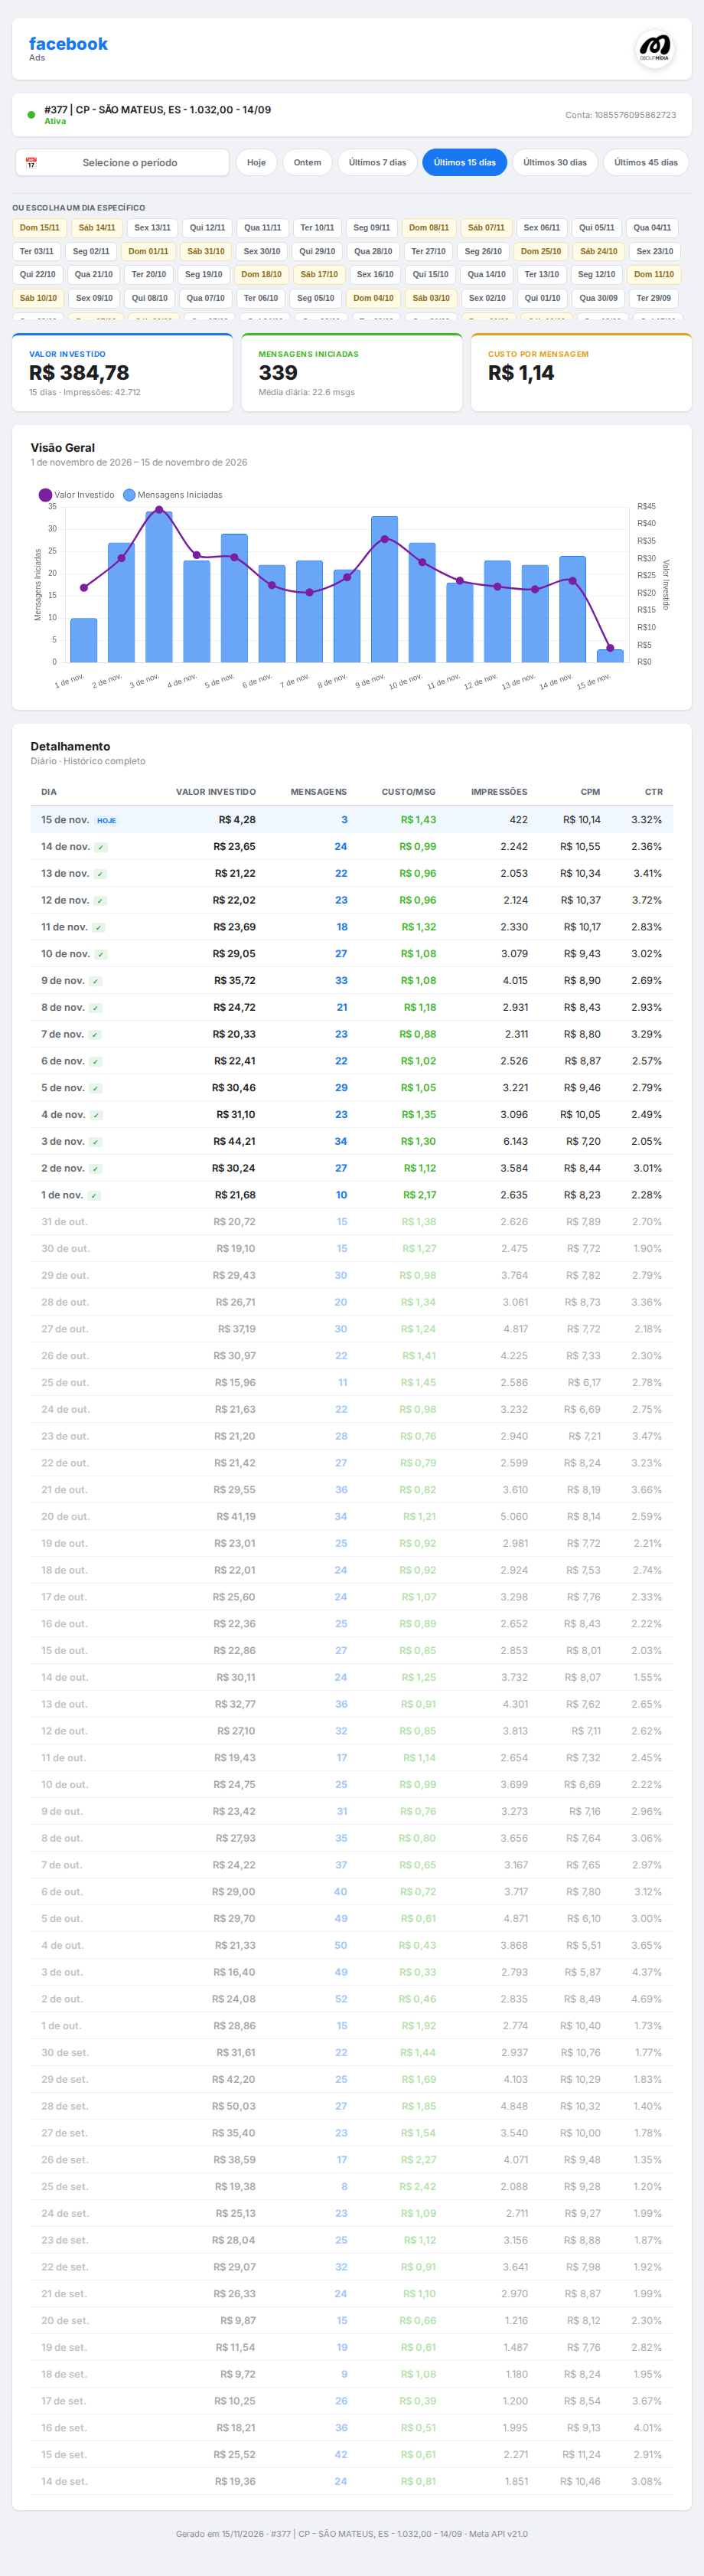 facebook
Ads
DBOUTMÍDIA
#377 | CP - SÃO MATEUS, ES - 1.032,00 - 14/09
Ativa
Conta: 1085576095862723
Selecione o período Hoje Ontem Últimos 7 dias Últimos 15 dias Últimos 30 dias Últimos 45 dias
OU ESCOLHA UM DIA ESPECÍFICO
Dom 15/11 Sáb 14/11 Sex 13/11 Qui 12/11 Qua 11/11 Ter 10/11 Seg 09/11 Dom 08/11 Sáb 07/11 Sex 06/11 Qui 05/11 Qua 04/11
Ter 03/11 Seg 02/11 Dom 01/11 Sáb 31/10 Sex 30/10 Qui 29/10 Qua 28/10 Ter 27/10 Seg 26/10 Dom 25/10 Sáb 24/10 Sex 23/10
Qui 22/10 Qua 21/10 Ter 20/10 Seg 19/10 Dom 18/10 Sáb 17/10 Sex 16/10 Qui 15/10 Qua 14/10 Ter 13/10 Seg 12/10 Dom 11/10
Sáb 10/10 Sex 09/10 Qui 08/10 Qua 07/10 Ter 06/10 Seg 05/10 Dom 04/10 Sáb 03/10 Sex 02/10 Qui 01/10 Qua 30/09 Ter 29/09
VALOR INVESTIDO
R$ 384,78
15 dias · Impressões: 42.712
MENSAGENS INICIADAS
339
Média diária: 22.6 msgs
CUSTO POR MENSAGEM
R$ 1,14
Visão Geral
1 de novembro de 2026 – 15 de novembro de 2026
Valor Investido Mensagens Iniciadas
Mensagens Iniciadas
35
30
25
20
15
10
5
0
R$45
R$40
R$35
R$30
R$25
R$20
R$15
R$10
R$5
R$0
Valor Investido
1 de nov. 2 de nov. 3 de nov. 4 de nov. 5 de nov. 6 de nov. 7 de nov. 8 de nov. 9 de nov. 10 de nov. 11 de nov. 12 de nov. 13 de nov. 14 de nov. 15 de nov.
Detalhamento
Diário · Histórico completo
DIA VALOR INVESTIDO MENSAGENS CUSTO/MSG IMPRESSÕES CPM CTR
15 de nov. HOJE R$ 4,28 3 R$ 1,43 422 R$ 10,14 3.32%
14 de nov. ✓ R$ 23,65 24 R$ 0,99 2.242 R$ 10,55 2.36%
13 de nov. ✓ R$ 21,22 22 R$ 0,96 2.053 R$ 10,34 3.41%
12 de nov. ✓ R$ 22,02 23 R$ 0,96 2.124 R$ 10,37 3.72%
11 de nov. ✓ R$ 23,69 18 R$ 1,32 2.330 R$ 10,17 2.83%
10 de nov. ✓ R$ 29,05 27 R$ 1,08 3.079 R$ 9,43 3.02%
9 de nov. ✓ R$ 35,72 33 R$ 1,08 4.015 R$ 8,90 2.69%
8 de nov. ✓ R$ 24,72 21 R$ 1,18 2.931 R$ 8,43 2.93%
7 de nov. ✓ R$ 20,33 23 R$ 0,88 2.311 R$ 8,80 3.29%
6 de nov. ✓ R$ 22,41 22 R$ 1,02 2.526 R$ 8,87 2.57%
5 de nov. ✓ R$ 30,46 29 R$ 1,05 3.221 R$ 9,46 2.79%
4 de nov. ✓ R$ 31,10 23 R$ 1,35 3.096 R$ 10,05 2.49%
3 de nov. ✓ R$ 44,21 34 R$ 1,30 6.143 R$ 7,20 2.05%
2 de nov. ✓ R$ 30,24 27 R$ 1,12 3.584 R$ 8,44 3.01%
1 de nov. ✓ R$ 21,68 10 R$ 2,17 2.635 R$ 8,23 2.28%
31 de out. R$ 20,72 15 R$ 1,38 2.626 R$ 7,89 2.70%
30 de out. R$ 19,10 15 R$ 1,27 2.475 R$ 7,72 1.90%
29 de out. R$ 29,43 30 R$ 0,98 3.764 R$ 7,82 2.79%
28 de out. R$ 26,71 20 R$ 1,34 3.061 R$ 8,73 3.36%
27 de out. R$ 37,19 30 R$ 1,24 4.817 R$ 7,72 2.18%
26 de out. R$ 30,97 22 R$ 1,41 4.225 R$ 7,33 2.30%
25 de out. R$ 15,96 11 R$ 1,45 2.586 R$ 6,17 2.78%
24 de out. R$ 21,63 22 R$ 0,98 3.232 R$ 6,69 2.75%
23 de out. R$ 21,20 28 R$ 0,76 2.940 R$ 7,21 3.47%
22 de out. R$ 21,42 27 R$ 0,79 2.599 R$ 8,24 3.23%
21 de out. R$ 29,55 36 R$ 0,82 3.610 R$ 8,19 3.66%
20 de out. R$ 41,19 34 R$ 1,21 5.060 R$ 8,14 2.59%
19 de out. R$ 23,01 25 R$ 0,92 2.981 R$ 7,72 2.21%
18 de out. R$ 22,01 24 R$ 0,92 2.924 R$ 7,53 2.74%
17 de out. R$ 25,60 24 R$ 1,07 3.298 R$ 7,76 2.33%
16 de out. R$ 22,36 25 R$ 0,89 2.652 R$ 8,43 2.22%
15 de out. R$ 22,86 27 R$ 0,85 2.853 R$ 8,01 2.03%
14 de out. R$ 30,11 24 R$ 1,25 3.732 R$ 8,07 1.55%
13 de out. R$ 32,77 36 R$ 0,91 4.301 R$ 7,62 2.65%
12 de out. R$ 27,10 32 R$ 0,85 3.813 R$ 7,11 2.62%
11 de out. R$ 19,43 17 R$ 1,14 2.654 R$ 7,32 2.45%
10 de out. R$ 24,75 25 R$ 0,99 3.699 R$ 6,69 2.22%
9 de out. R$ 23,42 31 R$ 0,76 3.273 R$ 7,16 2.96%
8 de out. R$ 27,93 35 R$ 0,80 3.656 R$ 7,64 3.06%
7 de out. R$ 24,22 37 R$ 0,65 3.167 R$ 7,65 2.97%
6 de out. R$ 29,00 40 R$ 0,72 3.717 R$ 7,80 3.12%
5 de out. R$ 29,70 49 R$ 0,61 4.871 R$ 6,10 3.00%
4 de out. R$ 21,33 50 R$ 0,43 3.868 R$ 5,51 3.65%
3 de out. R$ 16,40 49 R$ 0,33 2.793 R$ 5,87 4.37%
2 de out. R$ 24,08 52 R$ 0,46 2.835 R$ 8,49 4.69%
1 de out. R$ 28,86 15 R$ 1,92 2.774 R$ 10,40 1.73%
30 de set. R$ 31,61 22 R$ 1,44 2.937 R$ 10,76 1.77%
29 de set. R$ 42,20 25 R$ 1,69 4.103 R$ 10,29 1.83%
28 de set. R$ 50,03 27 R$ 1,85 4.848 R$ 10,32 1.40%
27 de set. R$ 35,40 23 R$ 1,54 3.540 R$ 10,00 1.78%
26 de set. R$ 38,59 17 R$ 2,27 4.071 R$ 9,48 1.35%
25 de set. R$ 19,38 8 R$ 2,42 2.088 R$ 9,28 1.20%
24 de set. R$ 25,13 23 R$ 1,09 2.711 R$ 9,27 1.99%
23 de set. R$ 28,04 25 R$ 1,12 3.156 R$ 8,88 1.87%
22 de set. R$ 29,07 32 R$ 0,91 3.641 R$ 7,98 1.92%
21 de set. R$ 26,33 24 R$ 1,10 2.970 R$ 8,87 1.99%
20 de set. R$ 9,87 15 R$ 0,66 1.216 R$ 8,12 2.30%
19 de set. R$ 11,54 19 R$ 0,61 1.487 R$ 7,76 2.82%
18 de set. R$ 9,72 9 R$ 1,08 1.180 R$ 8,24 1.95%
17 de set. R$ 10,25 26 R$ 0,39 1.200 R$ 8,54 3.67%
16 de set. R$ 18,21 36 R$ 0,51 1.995 R$ 9,13 4.01%
15 de set. R$ 25,52 42 R$ 0,61 2.271 R$ 11,24 2.91%
14 de set. R$ 19,36 24 R$ 0,81 1.851 R$ 10,46 3.08%
Gerado em 15/11/2026 · #377 | CP - SÃO MATEUS, ES - 1.032,00 - 14/09 · Meta API v21.0